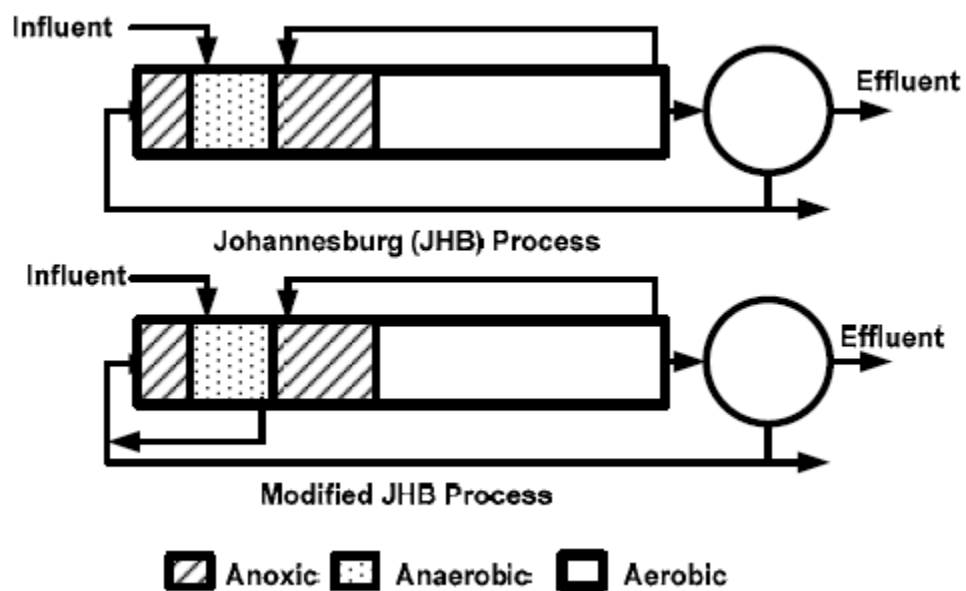 Influent
Effluent
Johannesburg (JHB) Process
Influent
Effluent
Modified JHB Process
Anoxic Anaerobic Aerobic